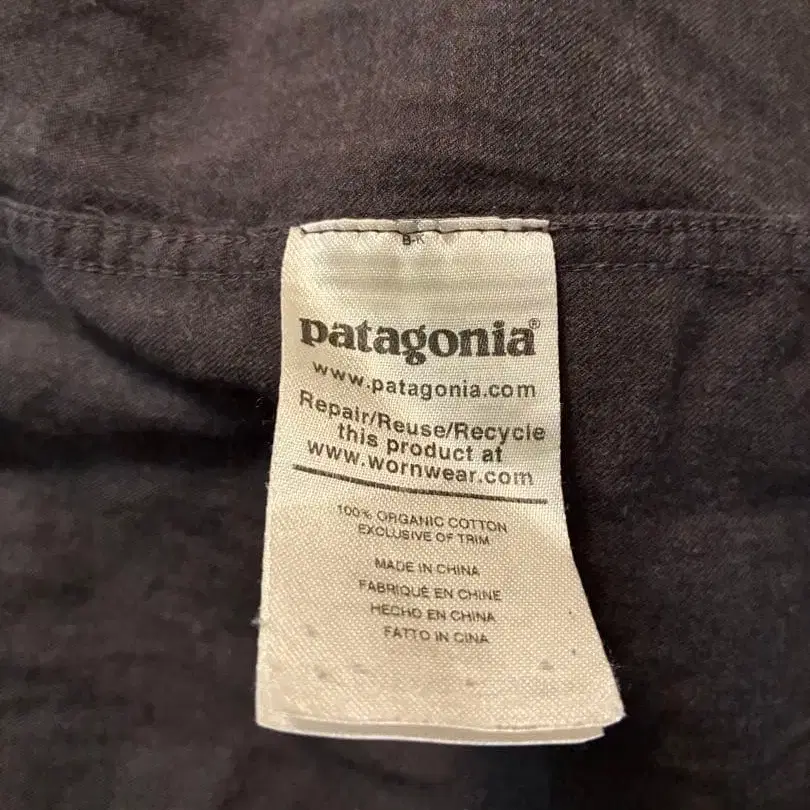 B-K
patagonia®
www.patagonia.com
Repair/Reuse/Recycle
this product at
www.wornwear.com
100% ORGANIC COTTON
EXCLUSIVE OF TRIM
MADE IN CHINA
FABRIQUÉ EN CHINE
HECHO EN CHINA
FATTO IN CINA